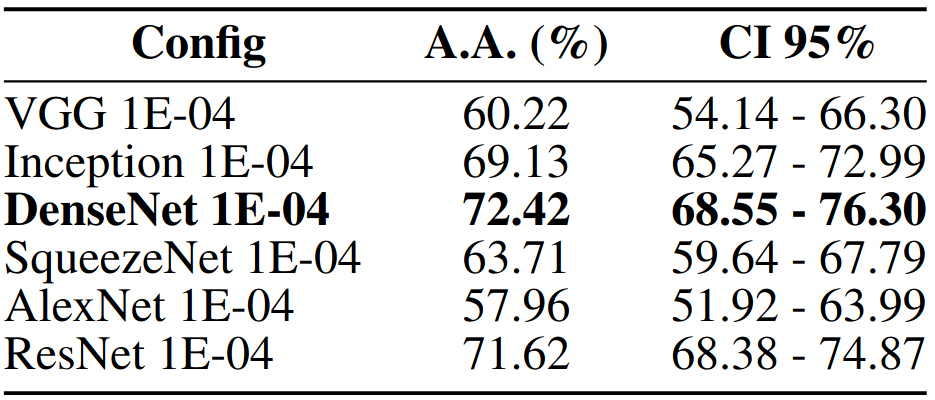 Config A.A. (%) CI 95%
VGG 1E-04 60.22 54.14 - 66.30
Inception 1E-04 69.13 65.27 - 72.99
DenseNet 1E-04 72.42 68.55 - 76.30
SqueezeNet 1E-04 63.71 59.64 - 67.79
AlexNet 1E-04 57.96 51.92 - 63.99
ResNet 1E-04 71.62 68.38 - 74.87